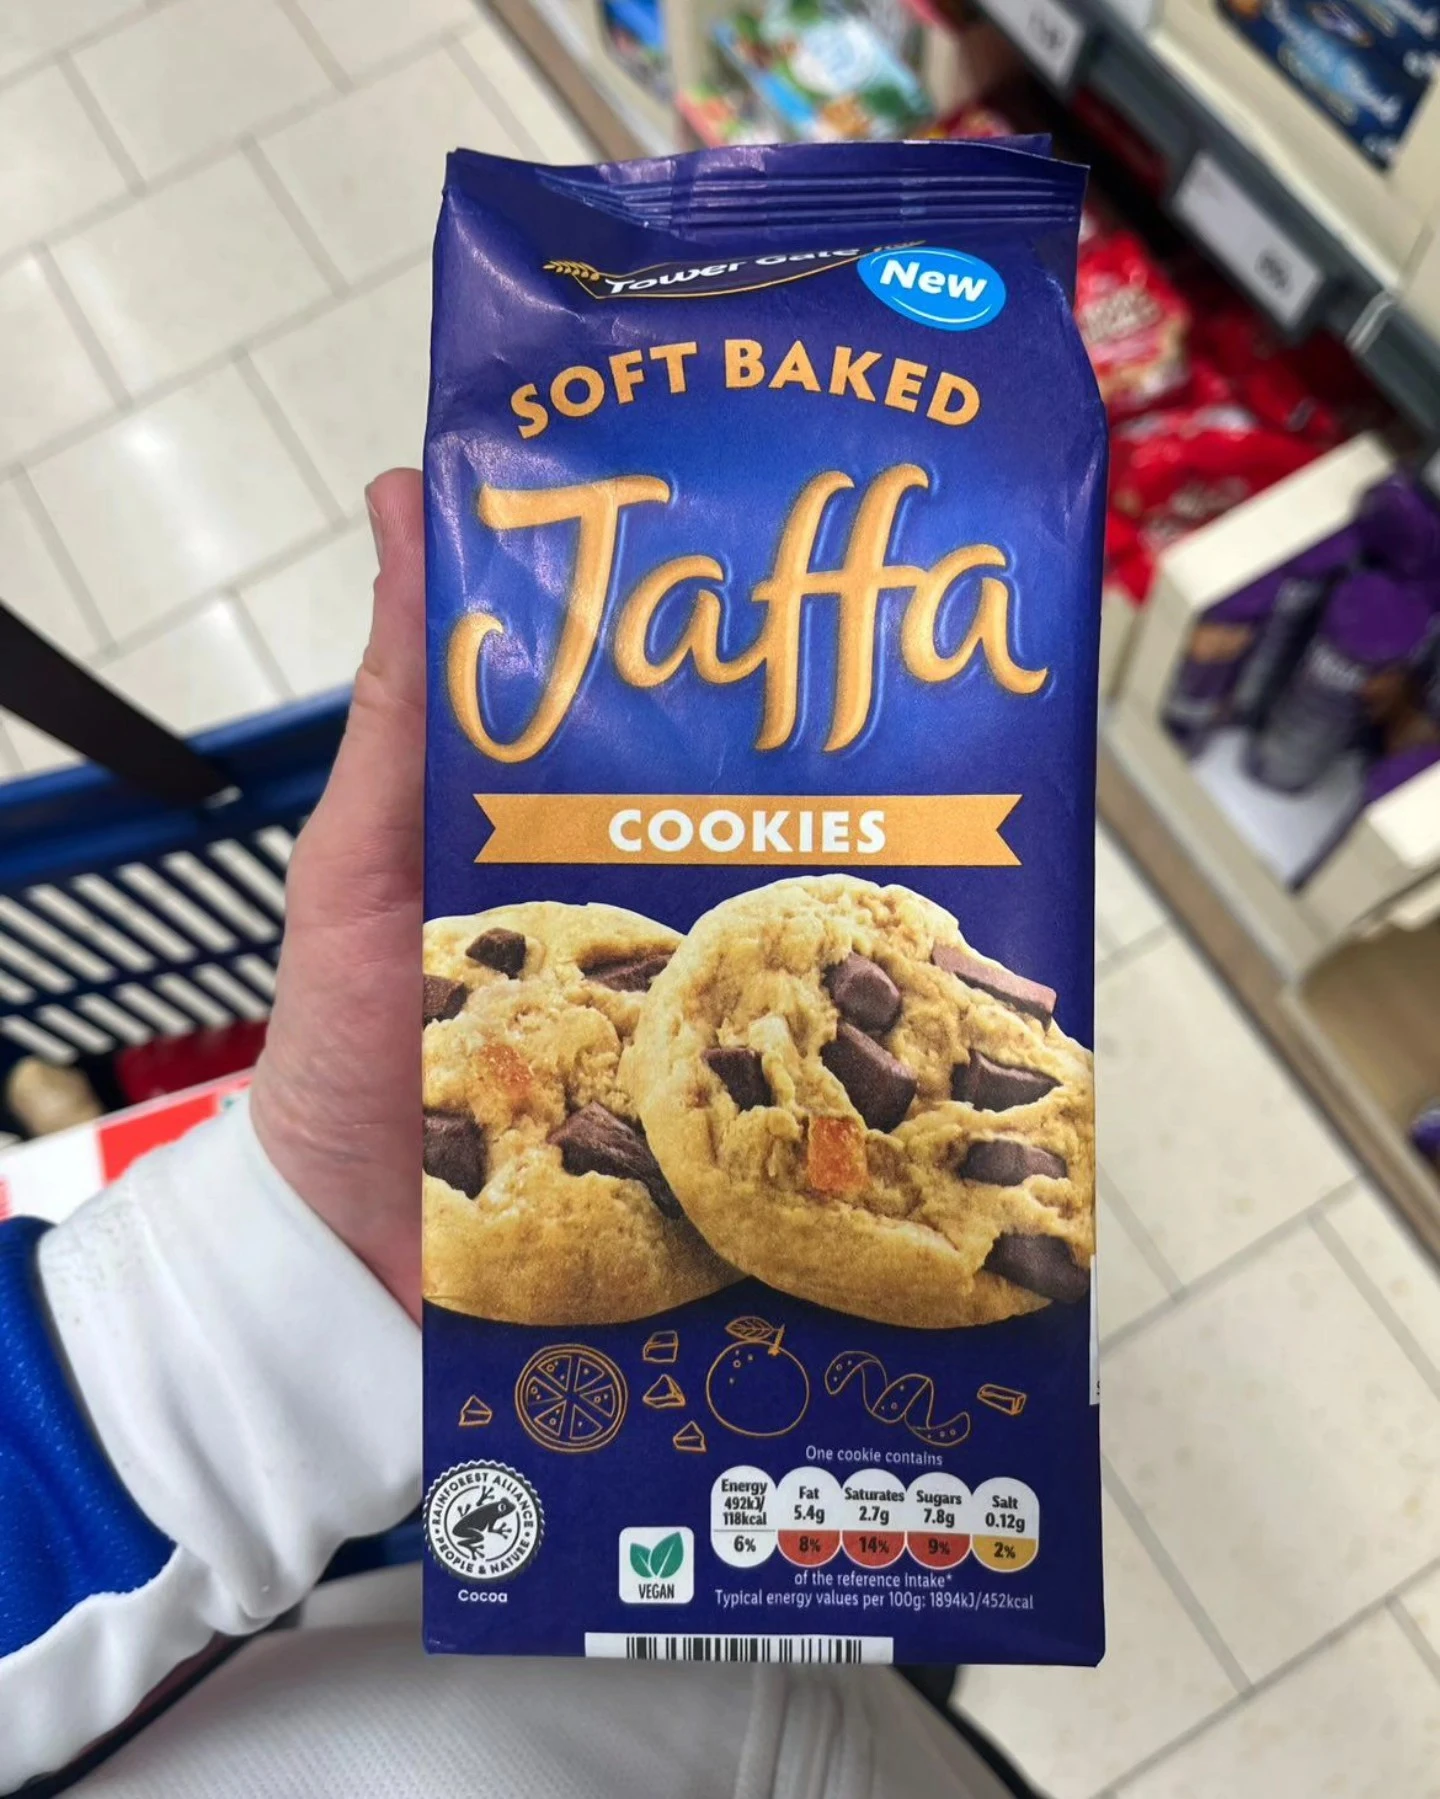 Tower Gate
New
SOFT BAKED
Jaffa
COOKIES
One cookie contains
Energy
492kJ/
118kcal
6%
Fat
5.4g
8%
Saturates
2.7g
14%
Sugars
7.8g
9%
Salt
0.12g
2%
of the reference intake*
Typical energy values per 100g: 1894kJ/452kcal
RAINFOREST ALLIANCE
PEOPLE & NATURE
Cocoa
VEGAN